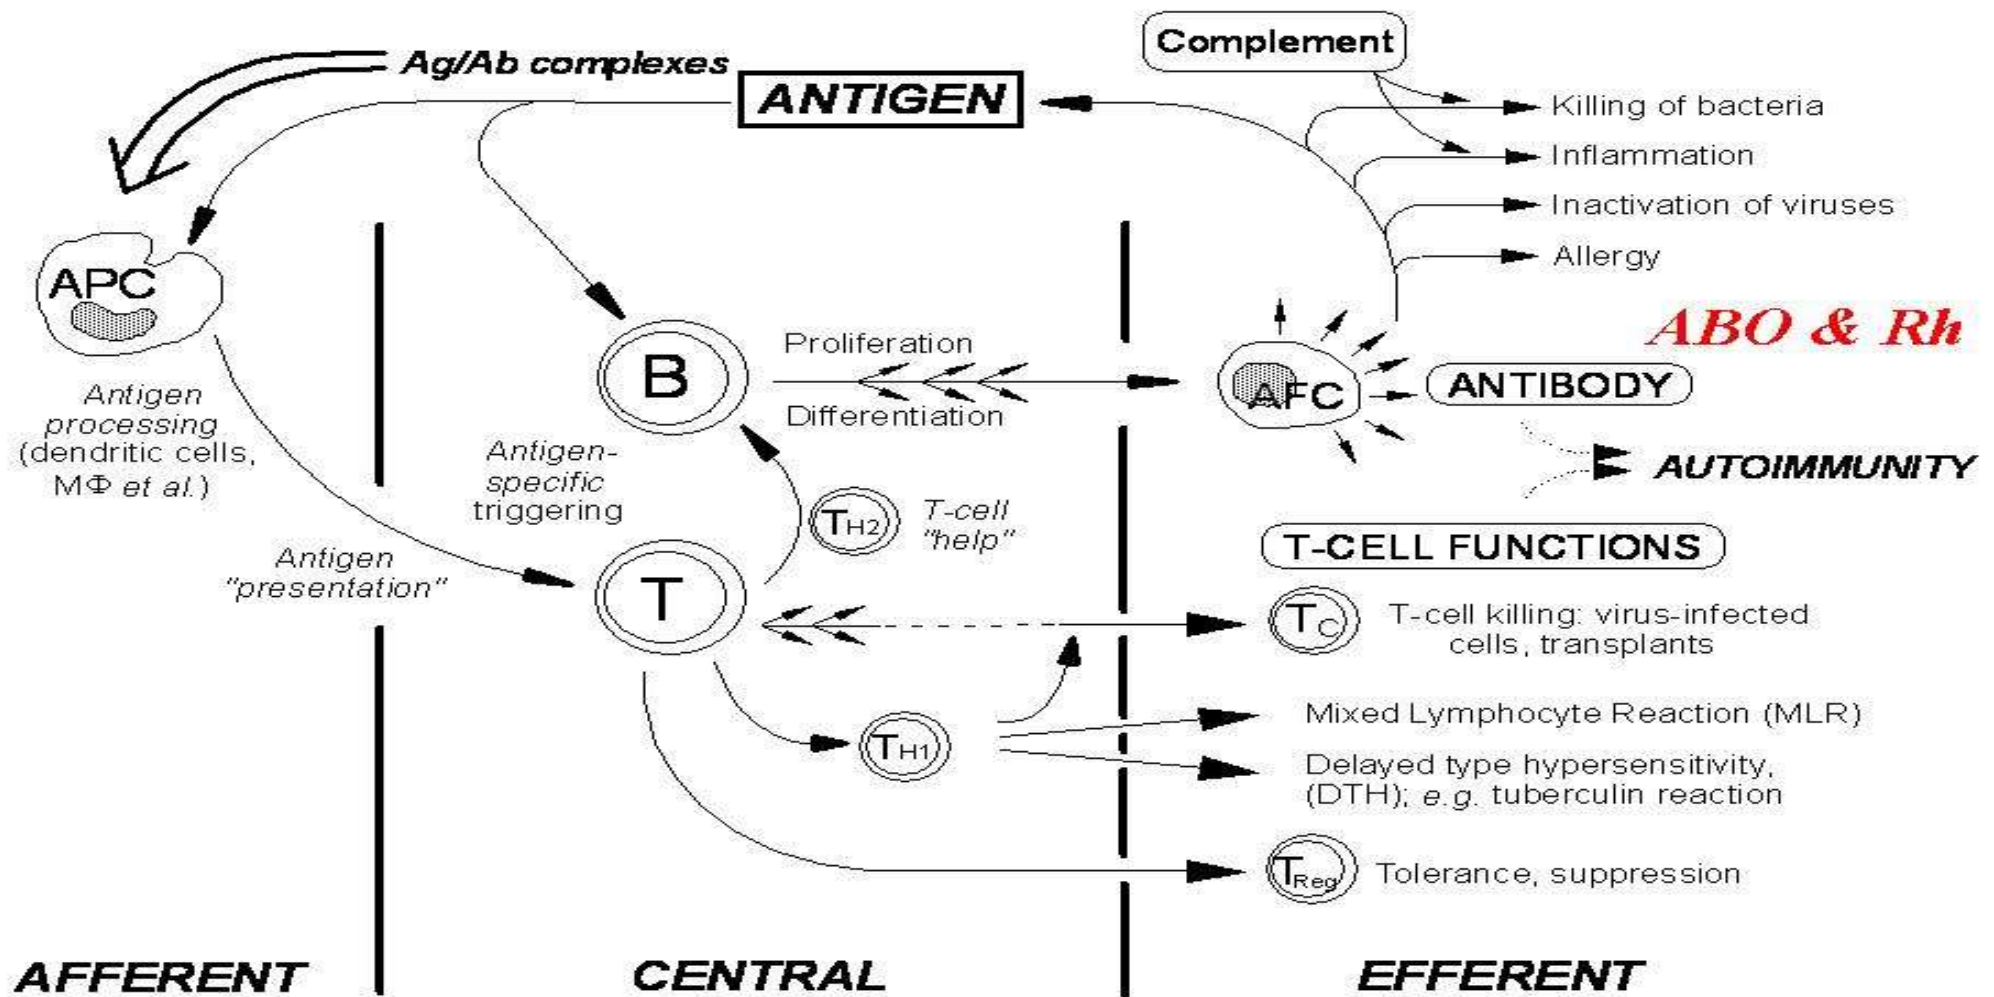 Complement
Ag/Ab complexes
ANTIGEN
Killing of bacteria
Inflammation
Inactivation of viruses
Allergy
APC
Antigen
processing
(dendritic cells,
MΦ et al.)
Antigen
"presentation"
B
Proliferation
Differentiation
Antigen-
specific
triggering
TH2
T-cell
"help"
T
TH1
AFC
ABO & Rh
ANTIBODY
AUTOIMMUNITY
T-CELL FUNCTIONS
TC
T-cell killing: virus-infected
cells, transplants
Mixed Lymphocyte Reaction (MLR)
Delayed type hypersensitivity,
(DTH); e.g. tuberculin reaction
TReg
Tolerance, suppression
AFFERENT
CENTRAL
EFFERENT